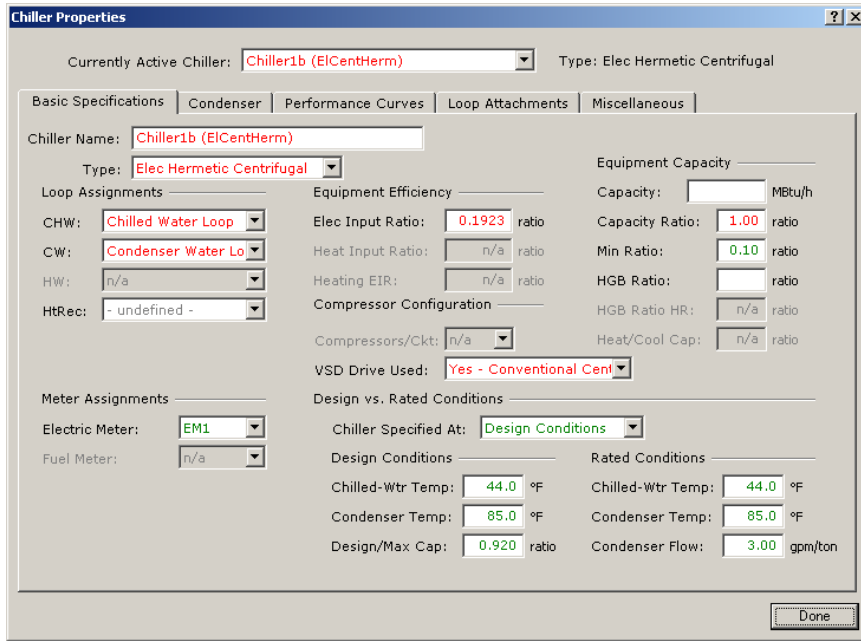 Chiller Properties
Currently Active Chiller: Chiller1b (ElCentHerm) Type: Elec Hermetic Centrifugal
Basic Specifications Condenser Performance Curves Loop Attachments Miscellaneous
Chiller Name: Chiller1b (ElCentHerm)
Type: Elec Hermetic Centrifugal
Loop Assignments
CHW: Chilled Water Loop
CW: Condenser Water Lo
HW: n/a
HtRec: - undefined -
Equipment Efficiency
Elec Input Ratio: 0.1923 ratio
Heat Input Ratio: n/a ratio
Heating EIR: n/a ratio
Compressor Configuration
Compressors/Ckt: n/a
VSD Drive Used: Yes - Conventional Cent
Equipment Capacity
Capacity: MBtu/h
Capacity Ratio: 1.00 ratio
Min Ratio: 0.10 ratio
HGB Ratio: ratio
HGB Ratio HR: n/a ratio
Heat/Cool Cap: n/a ratio
Meter Assignments
Electric Meter: EM1
Fuel Meter: n/a
Design vs. Rated Conditions
Chiller Specified At: Design Conditions
Design Conditions
Chilled-Wtr Temp: 44.0 °F
Condenser Temp: 85.0 °F
Design/Max Cap: 0.920 ratio
Rated Conditions
Chilled-Wtr Temp: 44.0 °F
Condenser Temp: 85.0 °F
Condenser Flow: 3.00 gpm/ton
Done